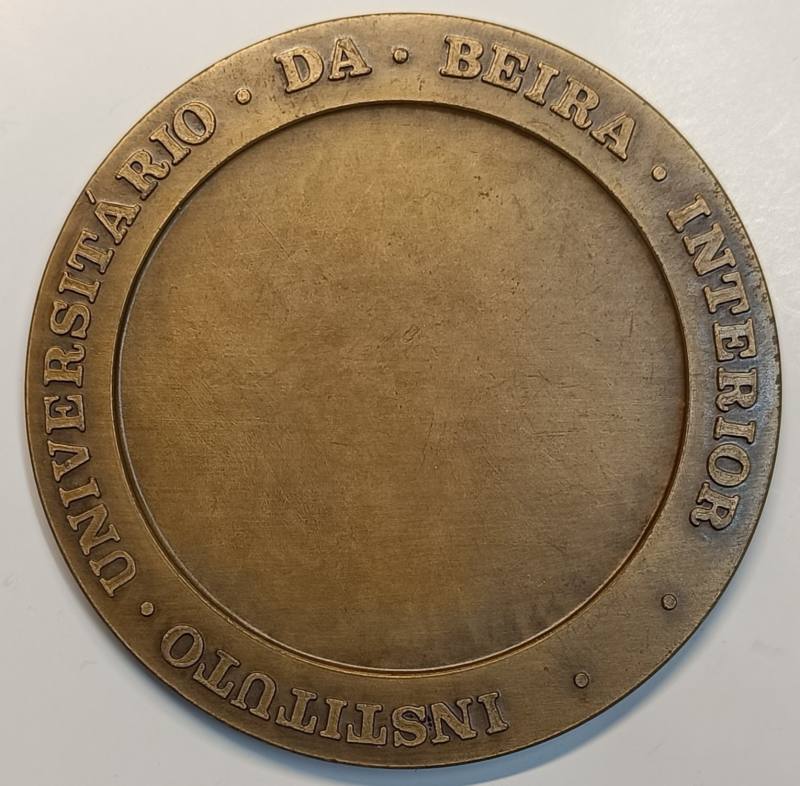 INSTITUTO · UNIVERSITÁRIO · DA · BEIRA · INTERIOR · ·